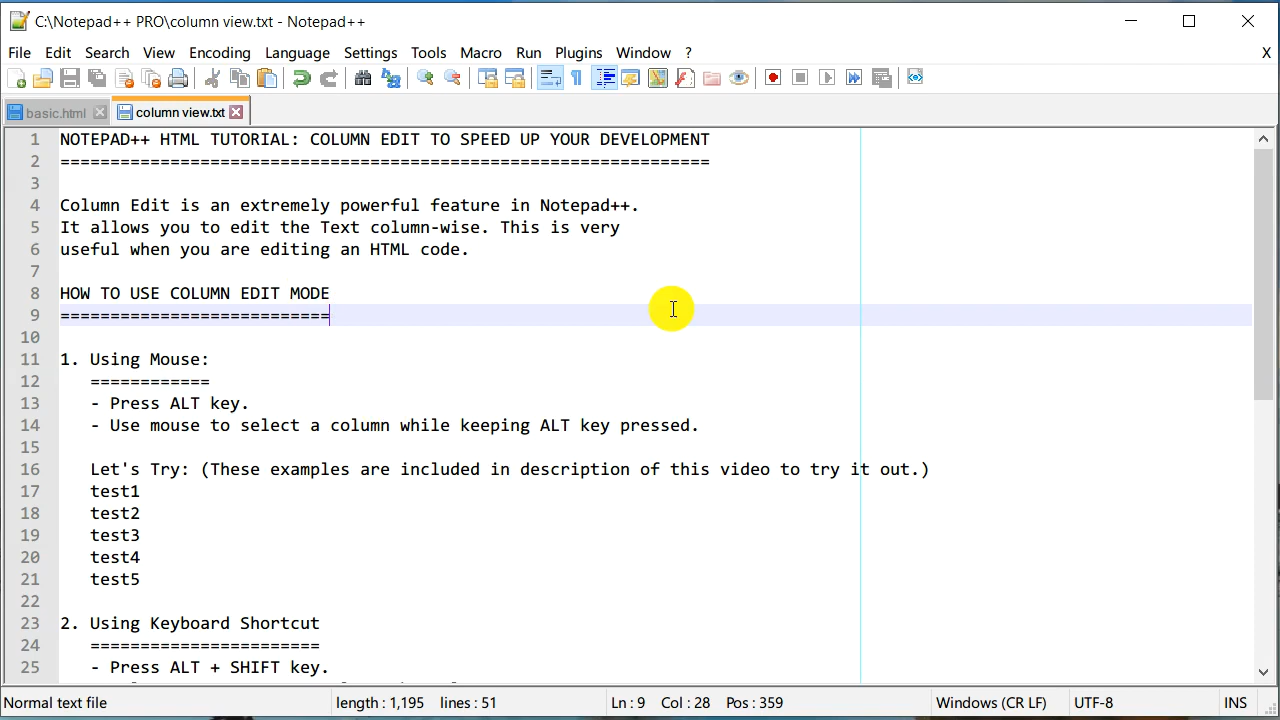 C:\Notepad++ PRO\column view.txt - Notepad++
File Edit Search View Encoding Language Settings Tools Macro Run Plugins Window ? X
basic.html column view.txt
1 NOTEPAD++ HTML TUTORIAL: COLUMN EDIT TO SPEED UP YOUR DEVELOPMENT
2 =================================================================
3
4 Column Edit is an extremely powerful feature in Notepad++.
5 It allows you to edit the Text column-wise. This is very
6 useful when you are editing an HTML code.
7
8 HOW TO USE COLUMN EDIT MODE
9 ===========================
10
11 1. Using Mouse:
12 ============
13 - Press ALT key.
14 - Use mouse to select a column while keeping ALT key pressed.
15
16 Let's Try: (These examples are included in description of this video to try it out.)
17 test1
18 test2
19 test3
20 test4
21 test5
22
23 2. Using Keyboard Shortcut
24 =======================
25 - Press ALT + SHIFT key.
Normal text file length : 1,195 lines : 51 Ln : 9 Col : 28 Pos : 359 Windows (CR LF) UTF-8 INS